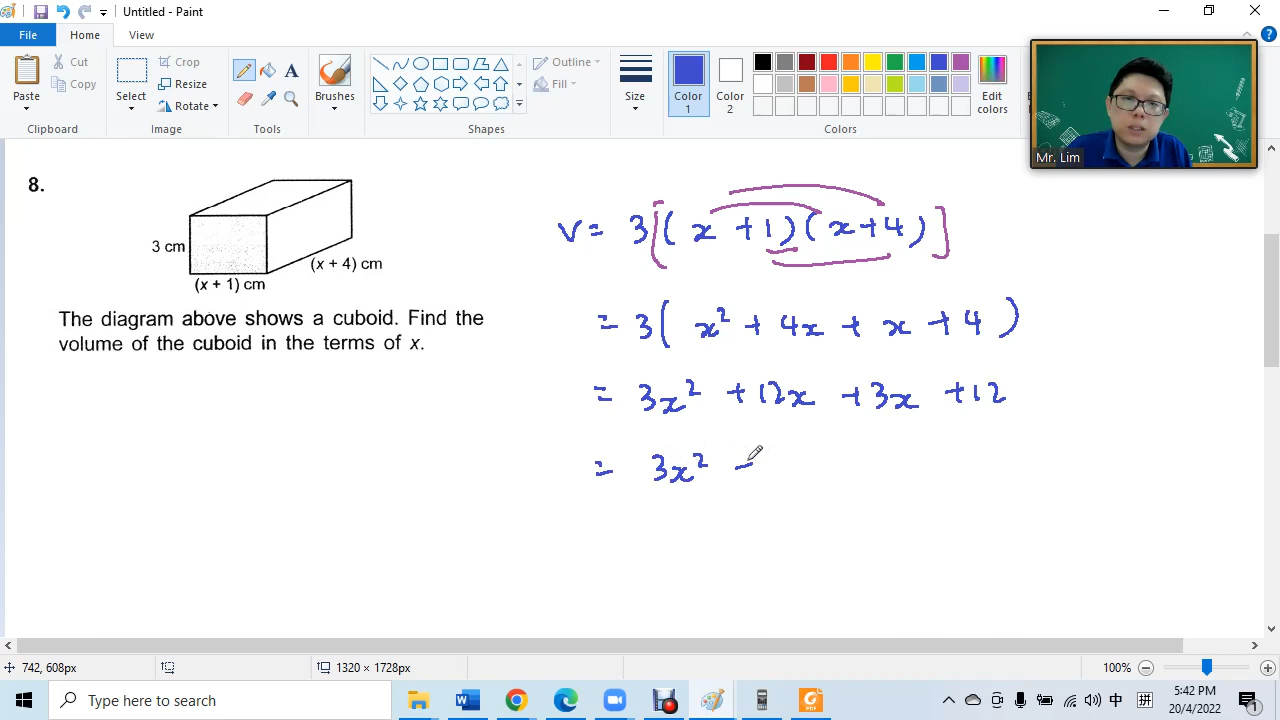 Untitled - Paint
File Home View
Paste Cut Copy Clipboard
Select Crop Resize Rotate Image
A Tools
Brushes
Outline Fill Shapes
Size
Color 1 Color 2 Edit colors Colors
Mr. Lim
8.
3 cm
(x + 4) cm
(x + 1) cm
The diagram above shows a cuboid. Find the
volume of the cuboid in the terms of x.
V = 3[(x + 1)(x + 4)]
= 3(x² + 4x + x + 4)
= 3x² + 12x + 3x + 12
= 3x² -
742, 608px 1320 × 1728px 100%
Type here to search
中 拼 5:42 PM
20/4/2022
1